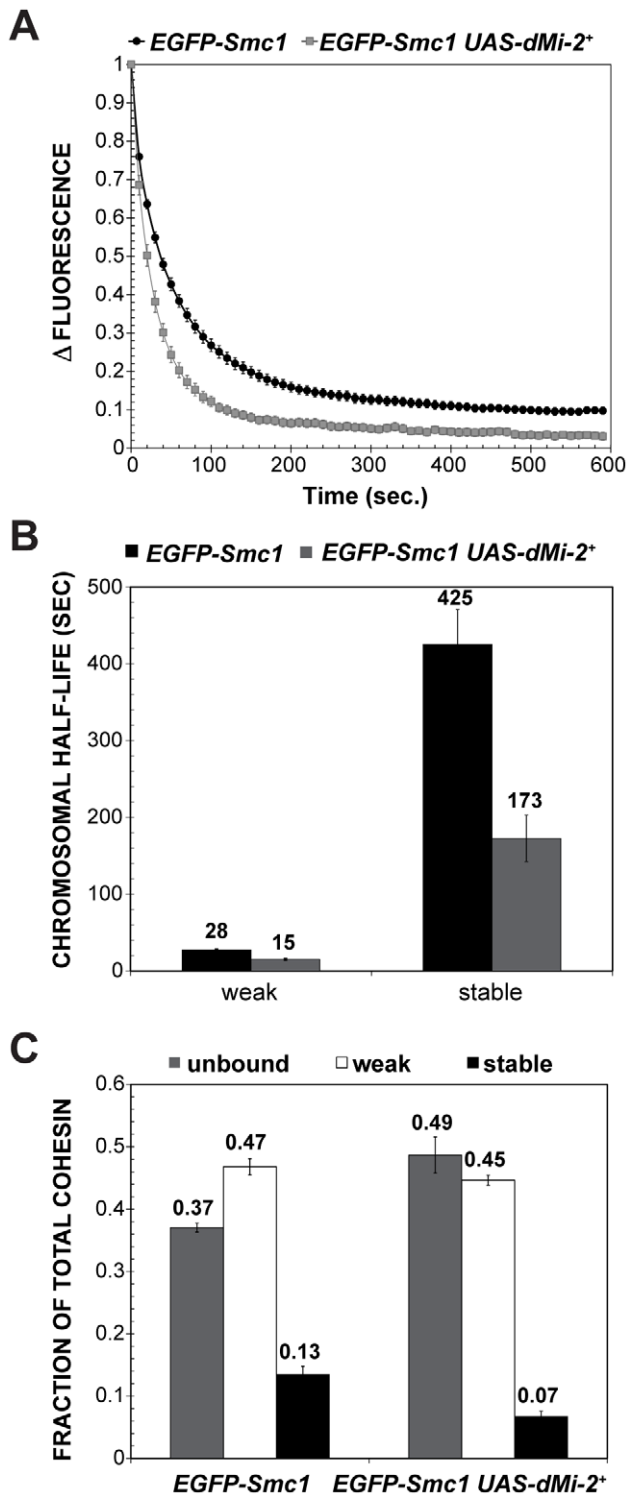 A
EGFP-Smc1 EGFP-Smc1 UAS-dMi-2⁺
1
0.9
0.8
0.7
0.6
0.5
0.4
0.3
0.2
0.1
0
Δ FLUORESCENCE
0 100 200 300 400 500 600
Time (sec.)
B
EGFP-Smc1 EGFP-Smc1 UAS-dMi-2⁺
CHROMOSOMAL HALF-LIFE (SEC)
500
400
300
200
100
0
28 15 425 173
weak stable
C
unbound weak stable
FRACTION OF TOTAL COHESIN
0.6
0.5
0.4
0.3
0.2
0.1
0
0.37 0.47 0.13 0.49 0.45 0.07
EGFP-Smc1 EGFP-Smc1 UAS-dMi-2⁺